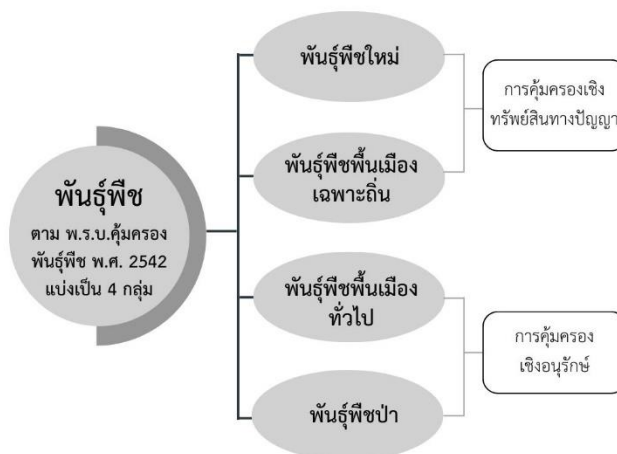 พันธุ์พืช
ตาม พ.ร.บ.คุ้มครอง
พันธุ์พืช พ.ศ. 2542
แบ่งเป็น 4 กลุ่ม
พันธุ์พืชใหม่
พันธุ์พืชพื้นเมือง
เฉพาะถิ่น
พันธุ์พืชพื้นเมือง
ทั่วไป
พันธุ์พืชป่า
การคุ้มครองเชิง
ทรัพย์สินทางปัญญา
การคุ้มครอง
เชิงอนุรักษ์